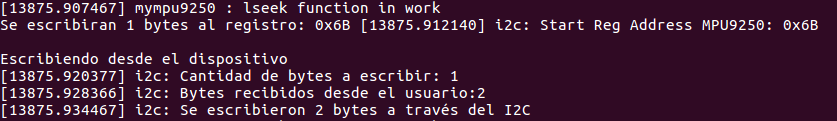 [13875.907467] mympu9250 : lseek function in work
Se escribiran 1 bytes al registro: 0x6B [13875.912140] i2c: Start Reg Address MPU9250: 0x6B
Escribiendo desde el dispositivo
[13875.920377] i2c: Cantidad de bytes a escribir: 1
[13875.928366] i2c: Bytes recibidos desde el usuario:2
[13875.934467] i2c: Se escribieron 2 bytes a través del I2C